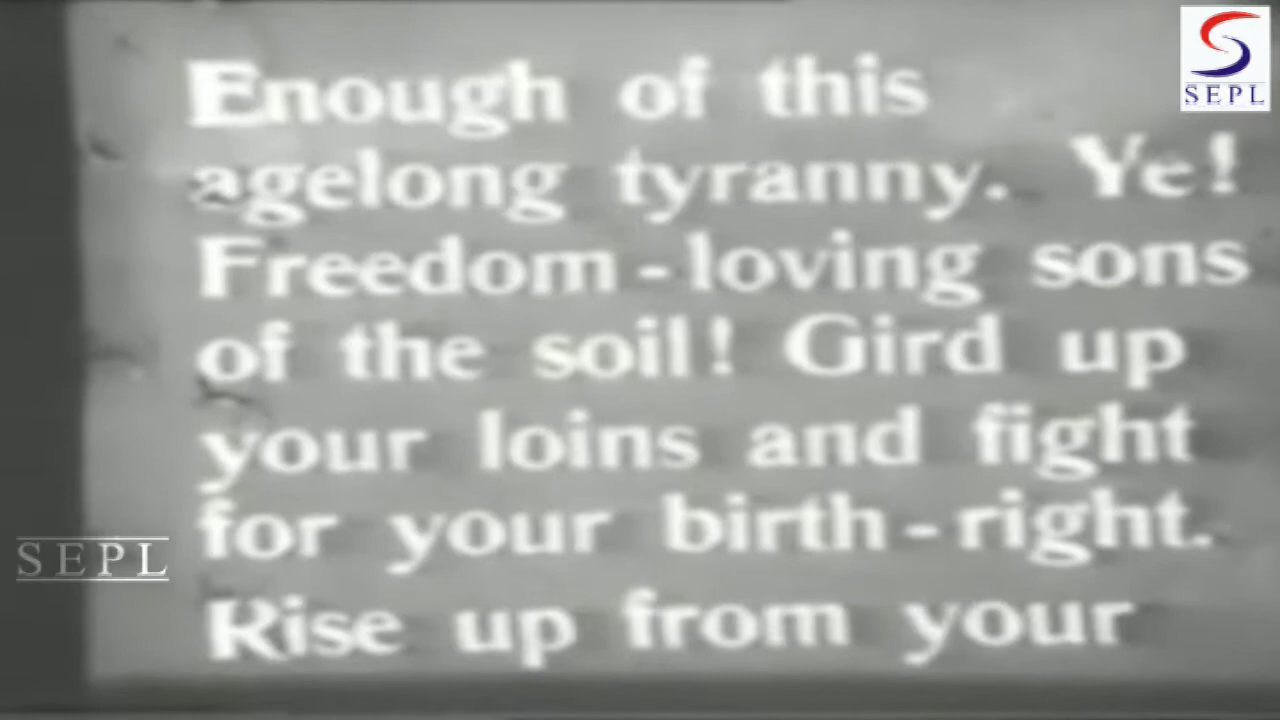 SEPL
Enough of this
agelong tyranny. Ye!
Freedom-loving sons
of the soil! Gird up
your loins and fight
for your birth-right.
Rise up from your
SEPL